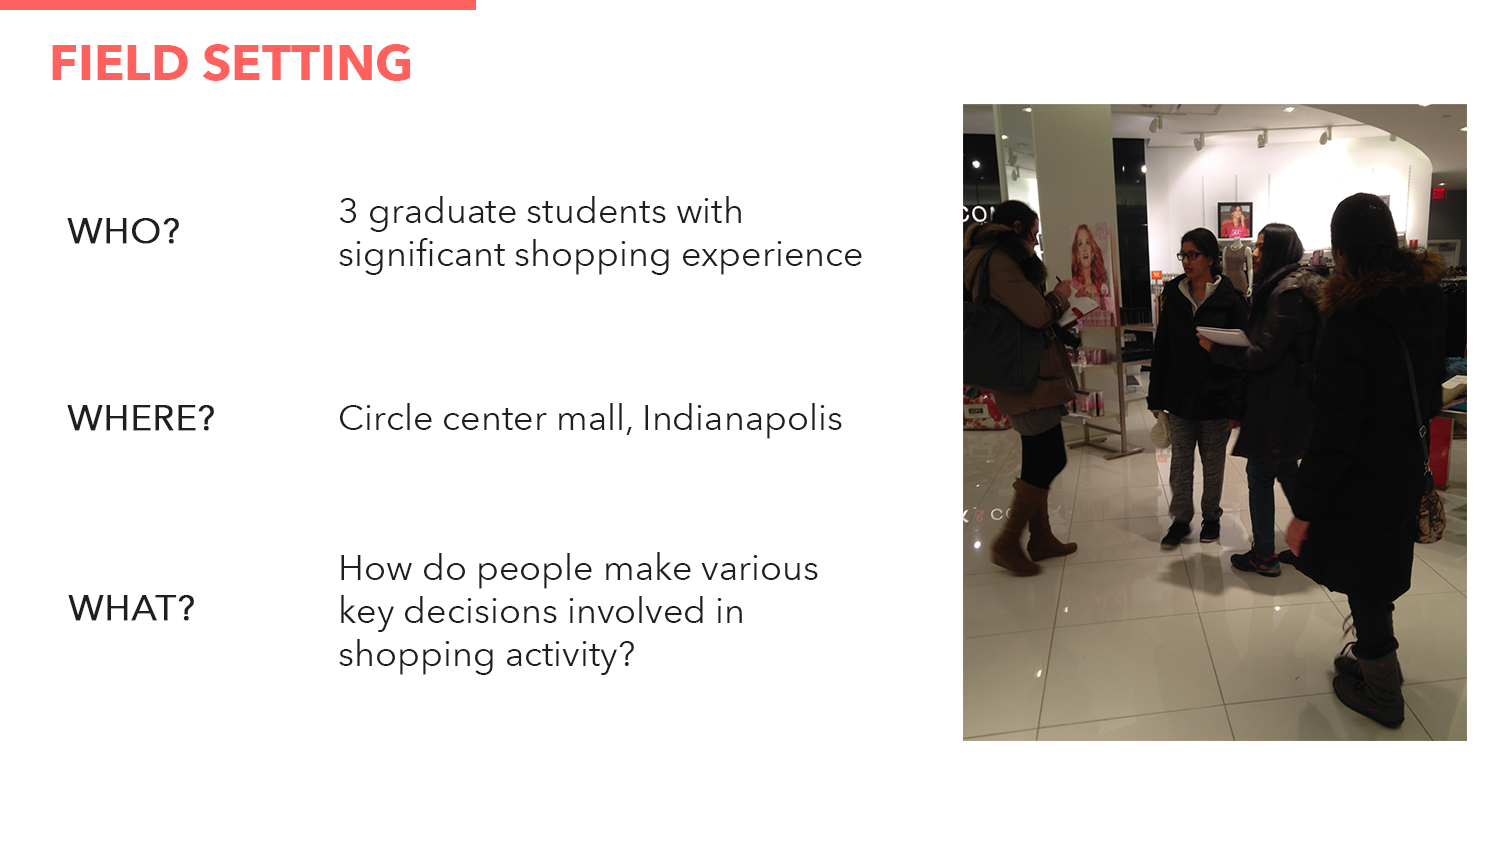 FIELD SETTING
WHO?
3 graduate students with
significant shopping experience
WHERE?
Circle center mall, Indianapolis
WHAT?
How do people make various
key decisions involved in
shopping activity?
EXIT